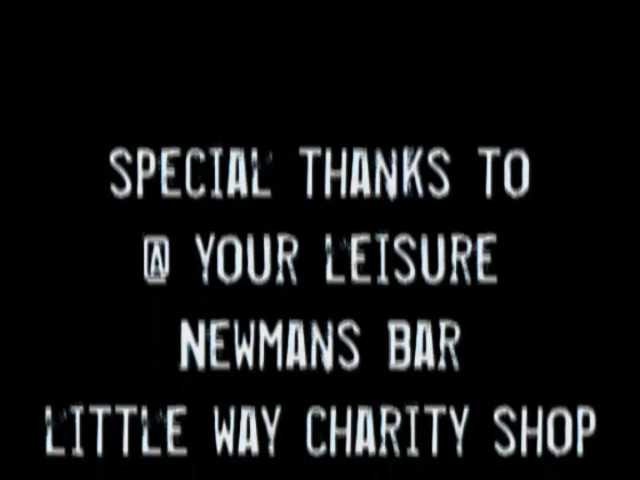 SPECIAL THANKS TO
@ YOUR LEISURE
NEWMANS BAR
LITTLE WAY CHARITY SHOP